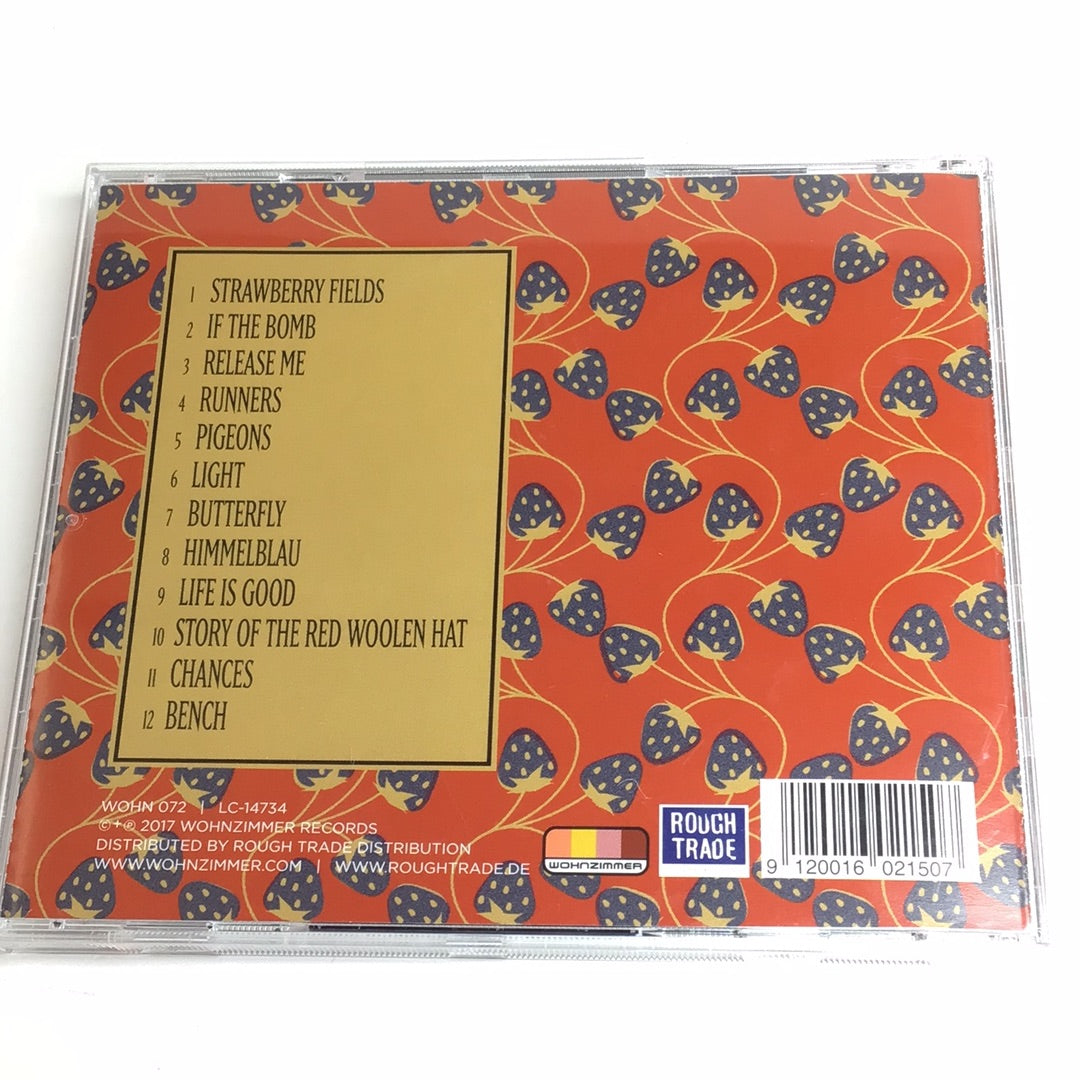 1 STRAWBERRY FIELDS
2 IF THE BOMB
3 RELEASE ME
4 RUNNERS
5 PIGEONS
6 LIGHT
7 BUTTERFLY
8 HIMMELBLAU
9 LIFE IS GOOD
10 STORY OF THE RED WOOLEN HAT
11 CHANCES
12 BENCH
WOHN 072 | LC-14734
©+℗ 2017 WOHNZIMMER RECORDS
DISTRIBUTED BY ROUGH TRADE DISTRIBUTION
WWW.WOHNZIMMER.COM | WWW.ROUGHTRADE.DE
WOHNZIMMER
ROUGH
TRADE
9 120016 021507